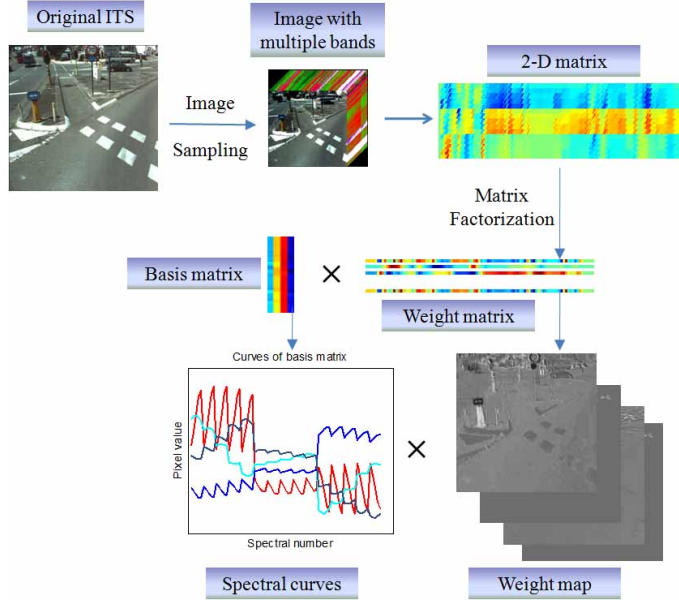 Original ITS
Image with
multiple bands
2-D matrix
Image
Sampling
Matrix
Factorization
Basis matrix
×
Weight matrix
Curves of basis matrix
Pixel value
Spectral number
×
Spectral curves
Weight map